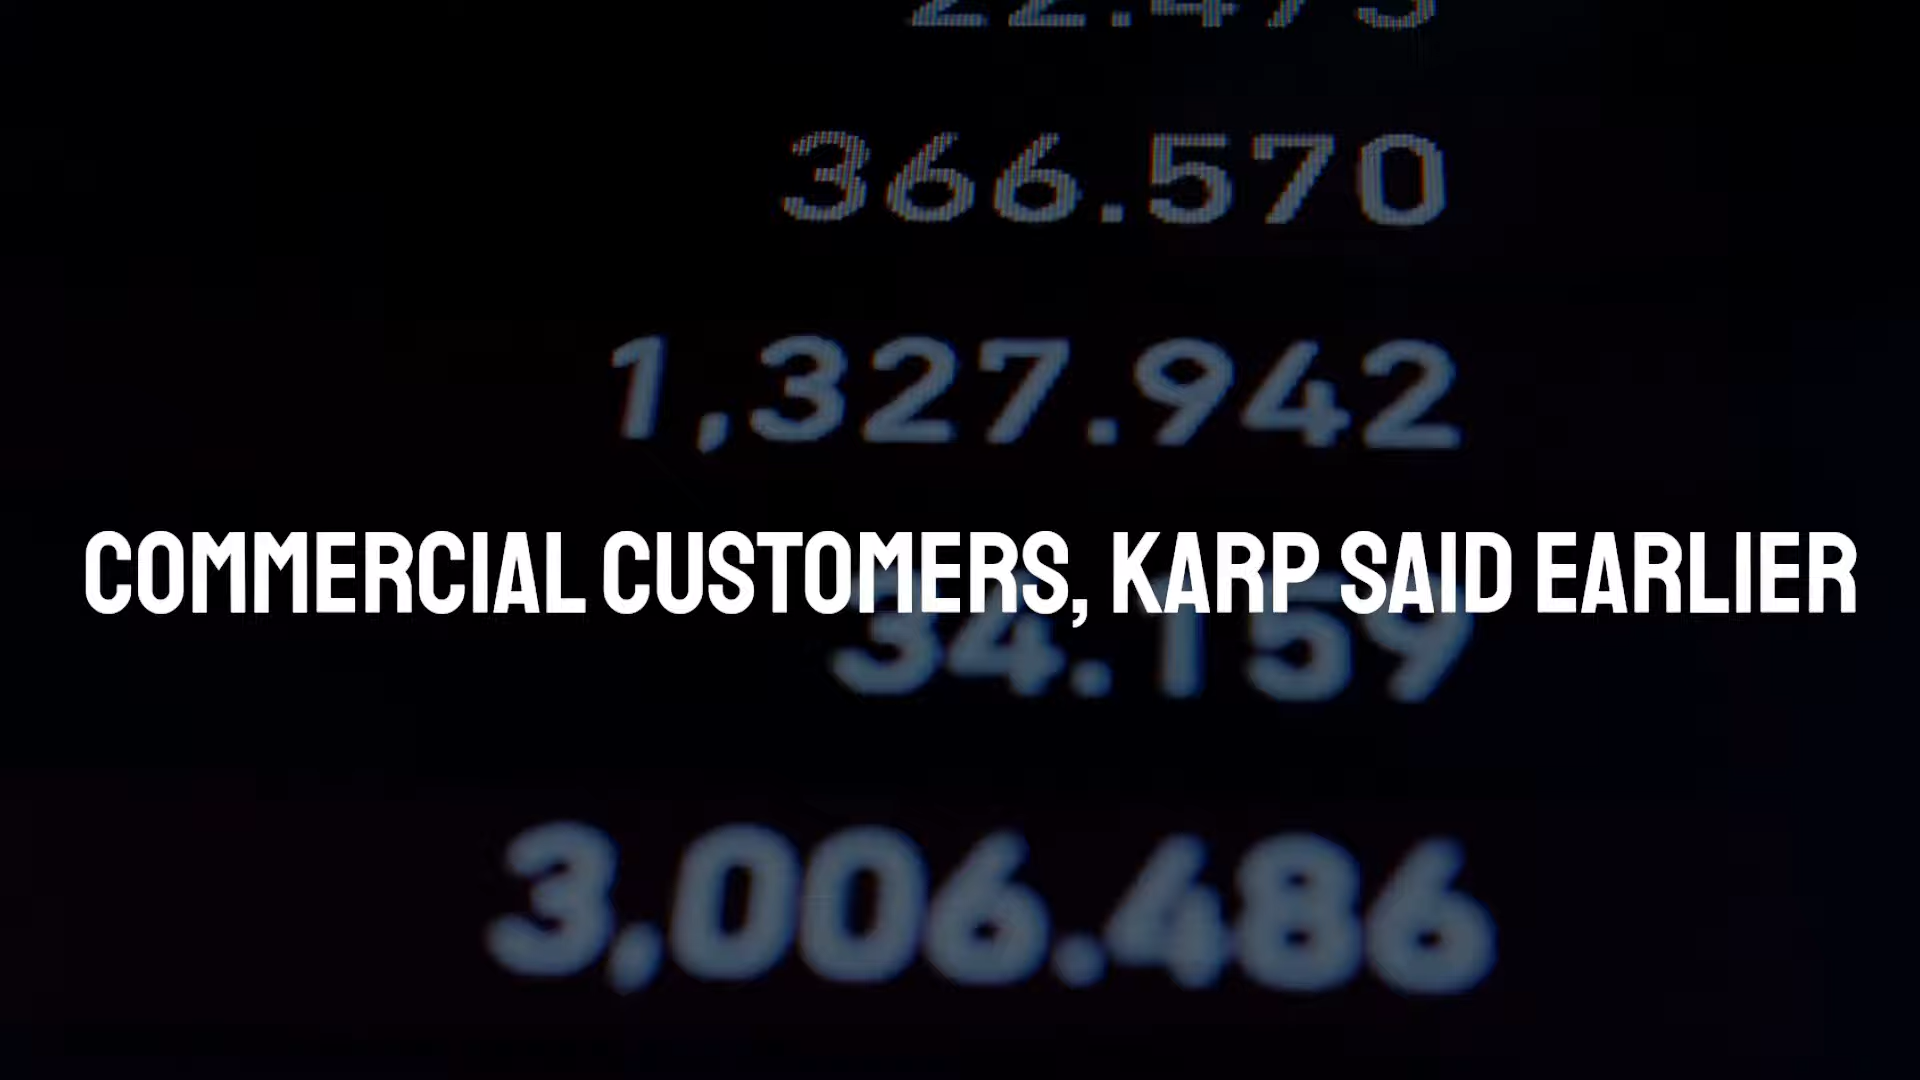 366.570
1,327.942
COMMERCIAL CUSTOMERS, KARP SAID EARLIER
34.159
3,006.486